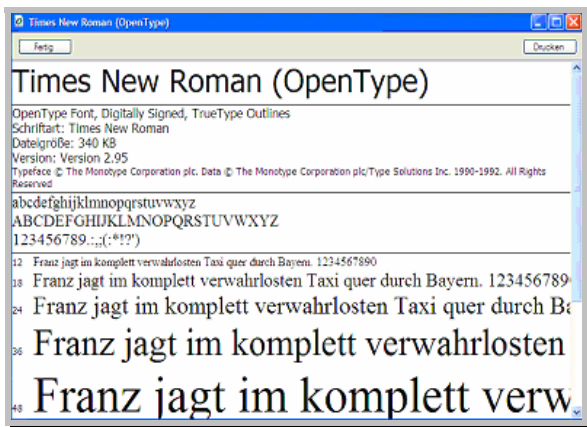 Times New Roman (OpenType)
Fertig
Drucken
Times New Roman (OpenType)
OpenType Font, Digitally Signed, TrueType Outlines
Schriftart: Times New Roman
Dateigröße: 340 KB
Version: Version 2.95
Typeface © The Monotype Corporation plc. Data © The Monotype Corporation plc/Type Solutions Inc. 1990-1992. All Rights
Reserved
abcdefghijklmnopqrstuvwxyz
ABCDEFGHIJKLMNOPQRSTUVWXYZ
123456789.:,;(:*!?')
12 Franz jagt im komplett verwahrlosten Taxi quer durch Bayern. 1234567890
18 Franz jagt im komplett verwahrlosten Taxi quer durch Bayern. 123456789
24 Franz jagt im komplett verwahrlosten Taxi quer durch Ba
36 Franz jagt im komplett verwahrlosten
48 Franz jagt im komplett verw